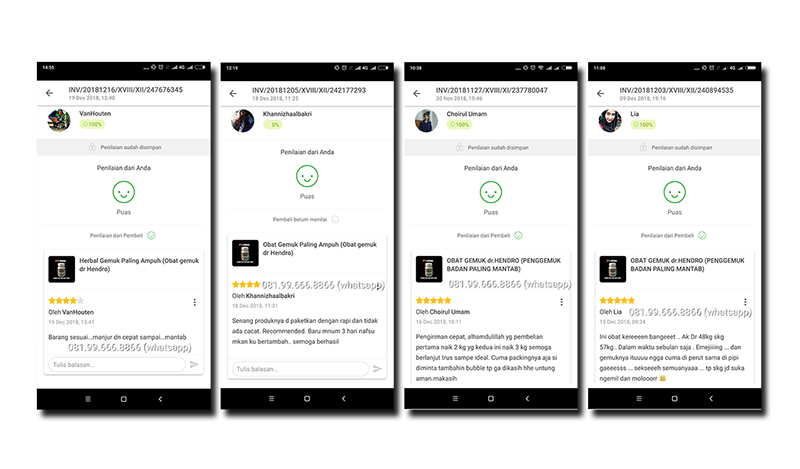 14:55
4G
INV/20181216/XVIII/XII/247676345
19 Dec 2018, 13:40
VanHouten
100%
Penilaian sudah disimpan
Penilaian dari Anda
Puas
Penilaian dari Pembeli
Herbal Gemuk Paling Ampuh (Obat gemuk
dr Hendro)
Oleh VanHouten
19 Dec 2018, 13:41
Barang sesuai...manjur dn cepat sampai...mantab
081.99.666.8866 (whatsapp)
Tulis balasan...
12:19
4G
INV/20181205/XVIII/XII/242177293
18 Des 2018, 11:25
Khannizhaalbakri
0%
Penilaian dari Anda
Puas
Pembeli belum menilai
Obat Gemuk Paling Ampuh (Obat gemuk
dr Hendro)
081.99.666.8866 (whatsapp)
Oleh Khannizhaalbakri
18 Dec 2018, 11:31
Senang produknya d paketkan dengan rapi dan tidak
ada cacat. Recommended. Baru mnum 3 hari nafsu
mkan ku bertambah.. semoga berhasil
Tulis balasan...
10:38
4G
INV/20181127/XVIII/XI/237780047
30 Nov 2018, 19:46
Choirul Umam
100%
Penilaian sudah disimpan
Penilaian dari Anda
Puas
Penilaian dari Pembeli
OBAT GEMUK dr.HENDRO (PENGGEMUK
BADAN PALING MANTAB)
081.99.666.8866 (whatsapp)
Oleh Choirul Umam
16 Dec 2018, 10:11
Pengiriman cepat, alhamdulillah yg pembelian
pertama naik 2 kg yg kedua ini naik 3 kg semoga
berlanjut trus sampe ideal. Cuma packingnya aja si
diminta tambahin bubble tp ga dikasih hhe untung
aman.makasih
11:08
4G
INV/20181203/XVIII/XII/240894535
09 Des 2018, 19:16
Lia
100%
Penilaian sudah disimpan
Penilaian dari Anda
Puas
Penilaian dari Pembeli
OBAT GEMUK dr.HENDRO (PENGGEMUK
BADAN PALING MANTAB)
Oleh Lia
081.99.666.8866 (whatsapp)
15 Dec 2018, 09:24
Ini obat kereeeen bangeeet .. Ak Dr 48kg skg
57kg . Dalam waktu sebulan saja . Emejiiing ... dan
gemuknya ituuuu ngga cuma di perut sama di pipi
gaeeesss ... sekseeeh semuanyaaa ... tp skg jd suka
ngemil dan molooorr